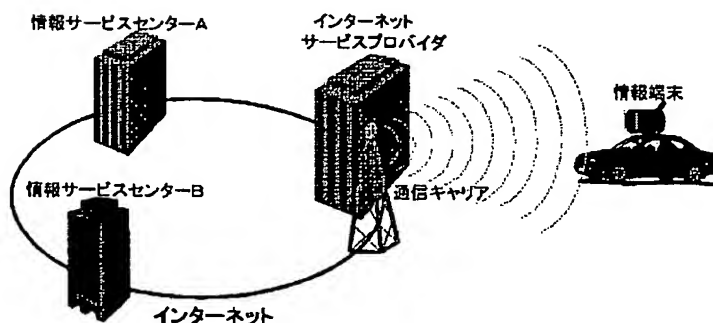 情報サービスセンターA
インターネット
サービスプロバイダ
情報端末
情報サービスセンターB
通信キャリア
インターネット